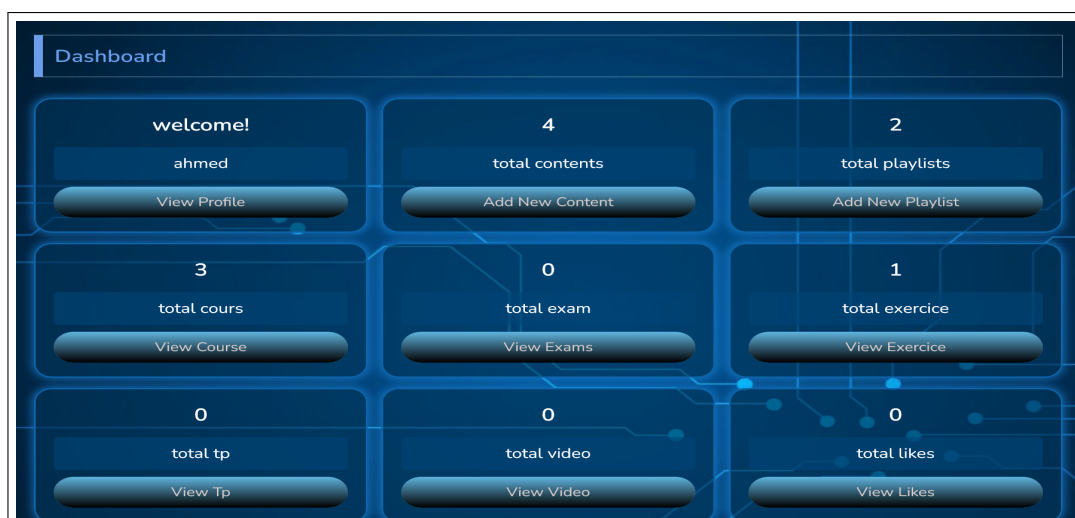 Dashboard
welcome!
ahmed
View Profile
4
total contents
Add New Content
2
total playlists
Add New Playlist
3
total cours
View Course
0
total exam
View Exams
1
total exercice
View Exercice
0
total tp
View Tp
0
total video
View Video
0
total likes
View Likes